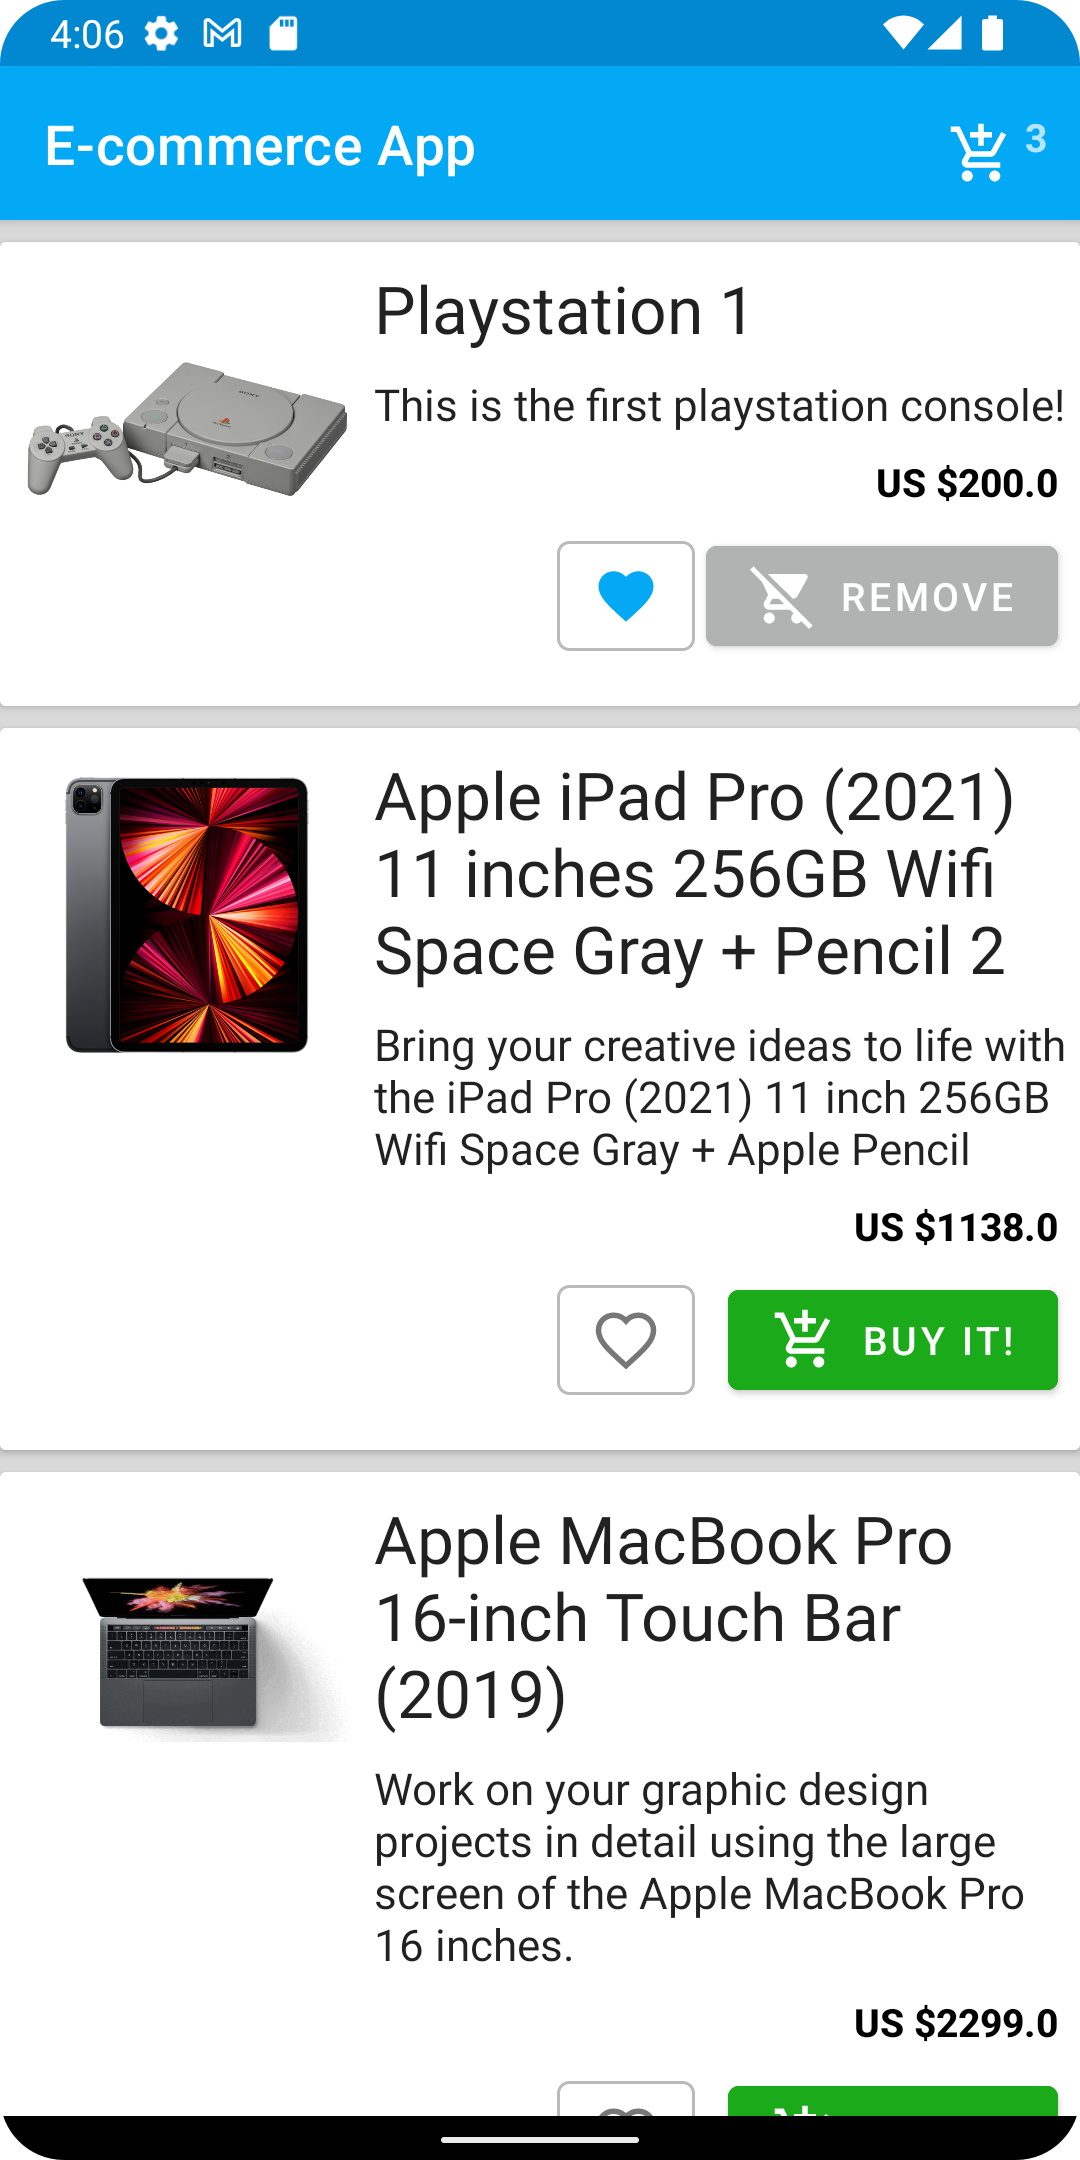 4:06
E-commerce App
3
Playstation 1
This is the first playstation console!
US $200.0
REMOVE
Apple iPad Pro (2021)
11 inches 256GB Wifi
Space Gray + Pencil 2
Bring your creative ideas to life with
the iPad Pro (2021) 11 inch 256GB
Wifi Space Gray + Apple Pencil
US $1138.0
BUY IT!
Apple MacBook Pro
16-inch Touch Bar
(2019)
Work on your graphic design
projects in detail using the large
screen of the Apple MacBook Pro
16 inches.
US $2299.0